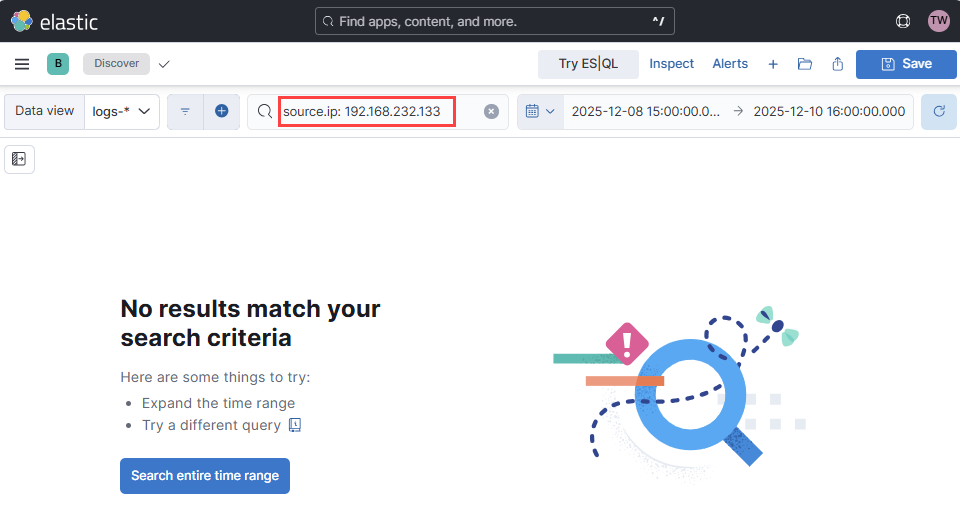 elastic
Find apps, content, and more.
^/
TW
B
Discover
Try ES|QL
Inspect
Alerts
+
Save
Data view
logs-*
source.ip: 192.168.232.133
2025-12-08 15:00:00.0...
→
2025-12-10 16:00:00.000
No results match your
search criteria
Here are some things to try:
• Expand the time range
• Try a different query
Search entire time range